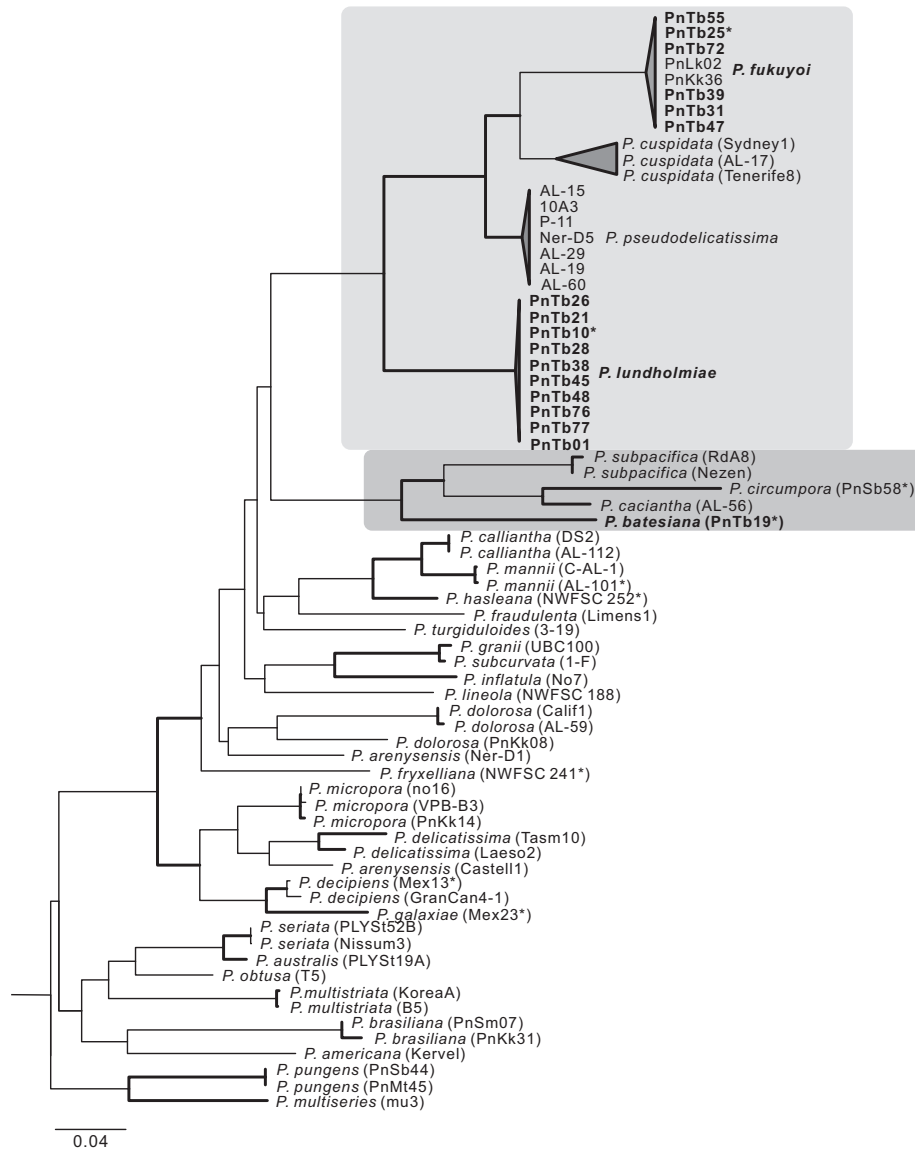 PnTb55
PnTb25*
PnTb72
PnLk02
P. fukuyoi
PnKk36
PnTb39
PnTb31
PnTb47
P. cuspidata (Sydney1)
P. cuspidata (AL-17)
P. cuspidata (Tenerife8)
AL-15
10A3
P-11
Ner-D5 P. pseudodelicatissima
AL-29
AL-19
AL-60
PnTb26
PnTb21
PnTb10*
PnTb28
PnTb38
P. lundholmiae
PnTb45
PnTb48
PnTb76
PnTb77
PnTb01
P. subpacifica (RdA8)
P. subpacifica (Nezen)
P. circumpora (PnSb58*)
P. caciantha (AL-56)
P. batesiana (PnTb19*)
P. calliantha (DS2)
P. calliantha (AL-112)
P. mannii (C-AL-1)
P. mannii (AL-101*)
P. hasleana (NWFSC 252*)
P. fraudulenta (Limens1)
P. turgiduloides (3-19)
P. granii (UBC100)
P. subcurvata (1-F)
P. inflatula (No7)
P. lineola (NWFSC 188)
P. dolorosa (Calif1)
P. dolorosa (AL-59)
P. dolorosa (PnKk08)
P. arenysensis (Ner-D1)
P. fryxelliana (NWFSC 241*)
P. micropora (no16)
P. micropora (VPB-B3)
P. micropora (PnKk14)
P. delicatissima (Tasm10)
P. delicatissima (Laeso2)
P. arenysensis (Castell1)
P. decipiens (Mex13*)
P. decipiens (GranCan4-1)
P. galaxiae (Mex23*)
P. seriata (PLYSt52B)
P. seriata (Nissum3)
P. australis (PLYSt19A)
P. obtusa (T5)
P.multistriata (KoreaA)
P. multistriata (B5)
P. brasiliana (PnSm07)
P. brasiliana (PnKk31)
P. americana (Kervel)
P. pungens (PnSb44)
P. pungens (PnMt45)
P. multiseries (mu3)
0.04